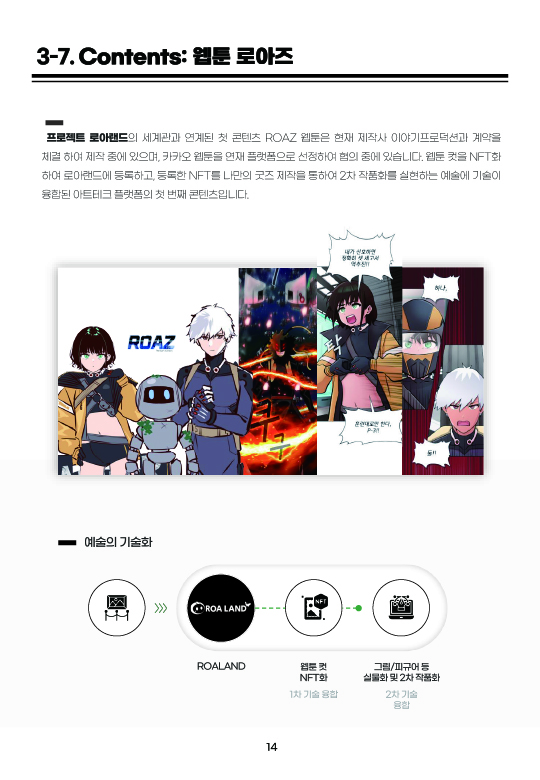 3-7. Contents: 웹툰 로아즈
프로젝트 로아랜드의 세계관과 연계된 첫 콘텐츠 ROAZ 웹툰은 현재 제작사 이야기프로덕션과 계약을
체결 하여 제작 중에 있으며, 카카오 웹툰을 연재 플랫폼으로 선정하여 협의 중에 있습니다. 웹툰 컷을 NFT화
하여 로아랜드에 등록하고, 등록한 NFT를 나만의 굿즈 제작을 통하여 2차 작품화를 실현하는 예술에 기술이
융합된 아트테크 플랫폼의 첫 번째 콘텐츠입니다.
내가 신호하면
정확히 셋 세고서
역추진!!
하나,
ROAZ
훈련대로만 한다,
둘!!
예술의 기술화
ROA LAND
NFT
ROALAND
웹툰 컷
NFT화
그림/피규어 등
실물화 및 2차 작품화
1차 기술 융합
2차 기술
융합
14